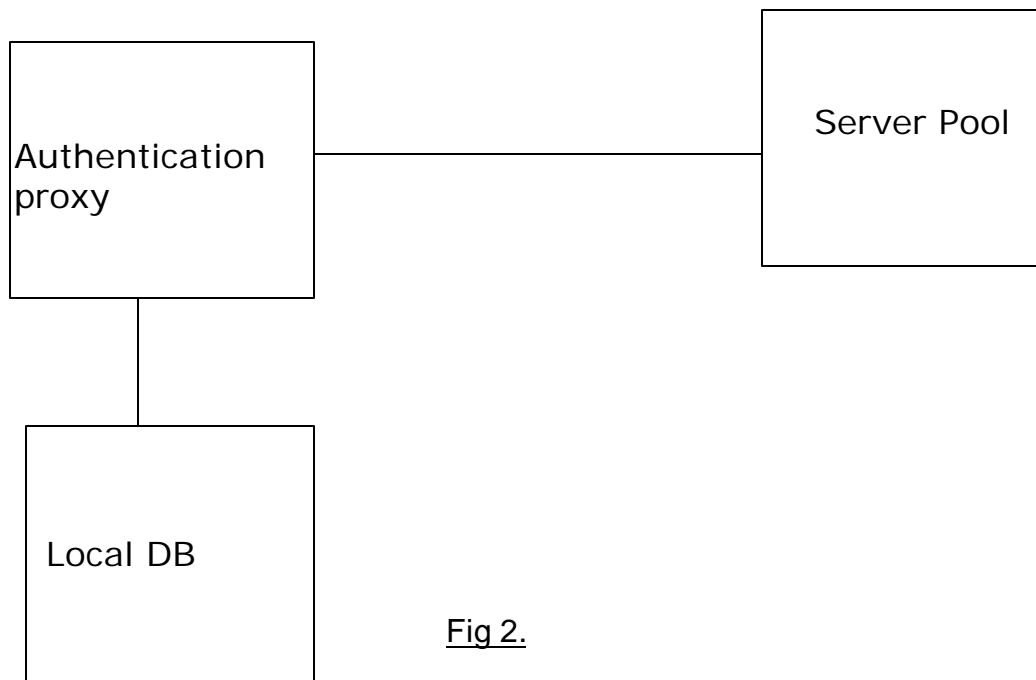 Server Pool
Authentication
proxy
Local DB
Fig 2.